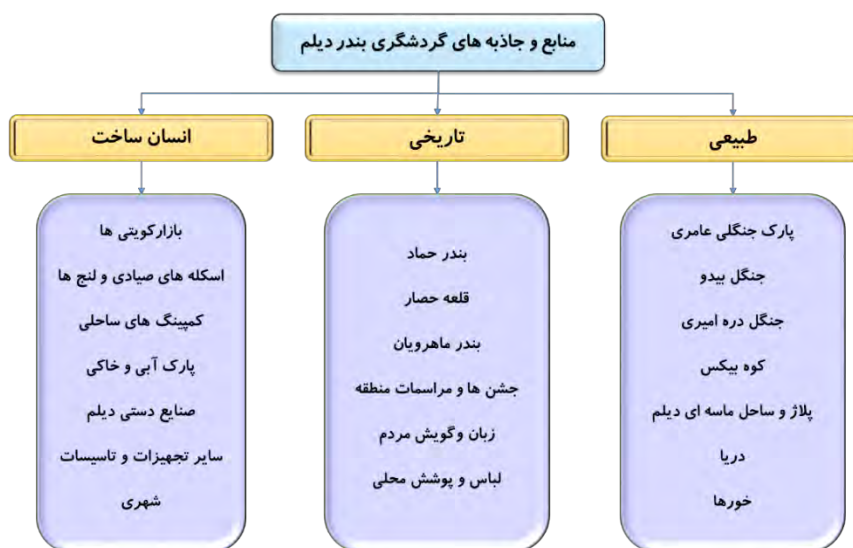 منابع و جاذبه های گردشگری بندر دیلم
طبیعی
پارک جنگلی عامری
جنگل بیدو
جنگل دره امیری
کوه بیکس
پلاژ و ساحل ماسه ای دیلم
دریا
خورها
تاریخی
بندر حماد
قلعه حصار
بندر ماهرویان
جشن ها و مراسمات منطقه
زبان وگویش مردم
لباس و پوشش محلی
انسان ساخت
بازارکویتی ها
اسکله های صیادی و لنج ها
کمپینگ های ساحلی
پارک آبی و خاکی
صنایع دستی دیلم
سایر تجهیزات و تاسیسات
شهری